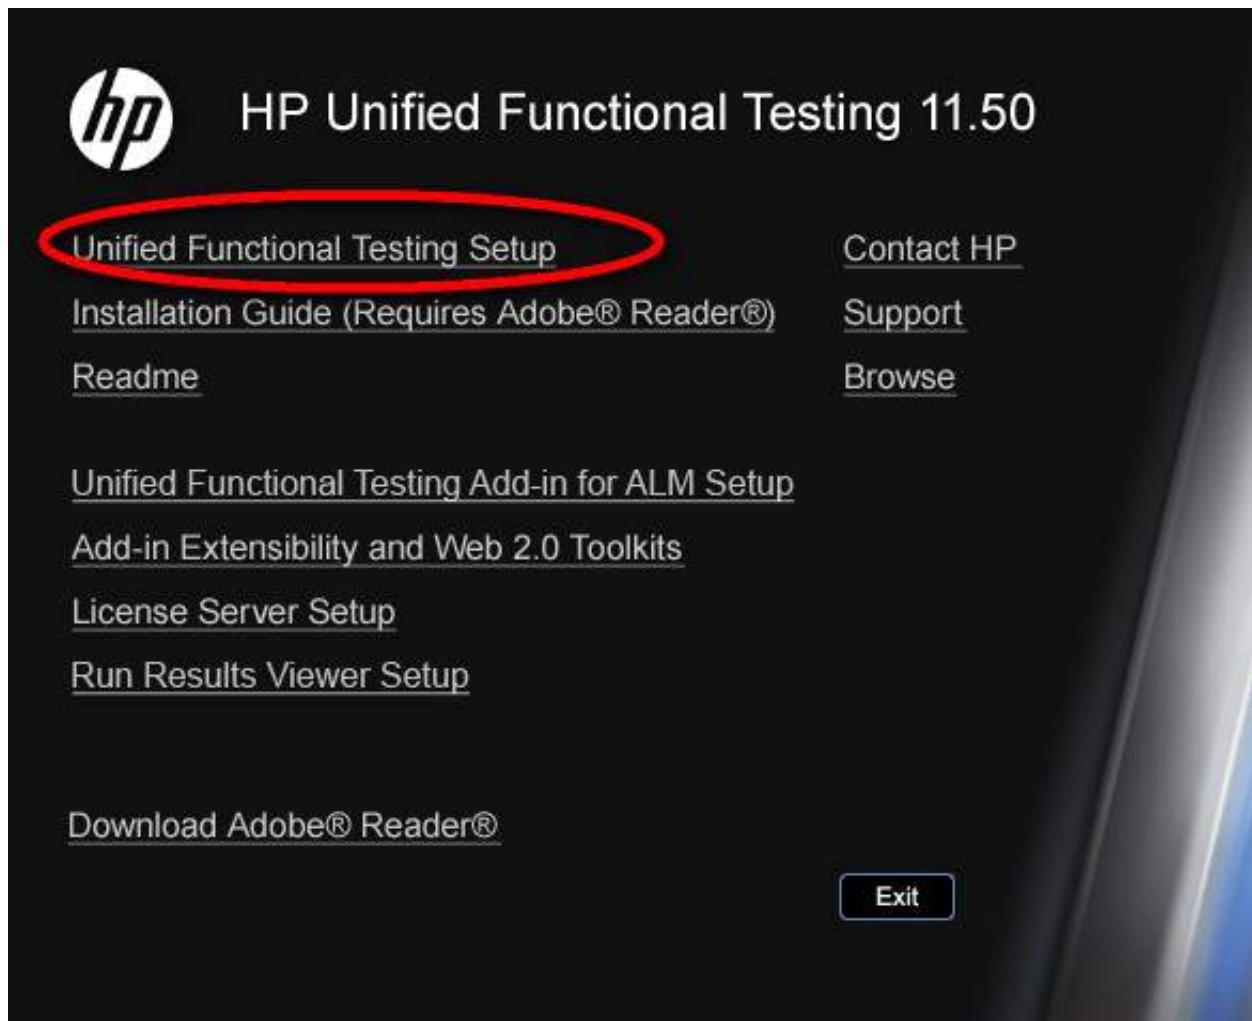 hp
HP Unified Functional Testing 11.50
Unified Functional Testing Setup
Contact HP
Installation Guide (Requires Adobe® Reader®)
Support
Readme
Browse
Unified Functional Testing Add-in for ALM Setup
Add-in Extensibility and Web 2.0 Toolkits
License Server Setup
Run Results Viewer Setup
Download Adobe® Reader®
Exit